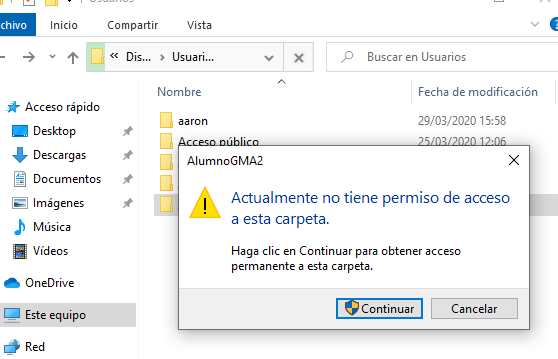 Usuarios
rchivo
Inicio
Compartir
Vista
« Dis... > Usuari...
Buscar en Usuarios
Nombre
Fecha de modificación
Acceso rápido
Desktop
Descargas
Documentos
Imágenes
Música
Vídeos
OneDrive
Este equipo
Red
aaron
29/03/2020 15:58
Acceso público
25/03/2020 12:06
AlumnoGMA2
Actualmente no tiene permiso de acceso
a esta carpeta.
Haga clic en Continuar para obtener acceso
permanente a esta carpeta.
Continuar
Cancelar